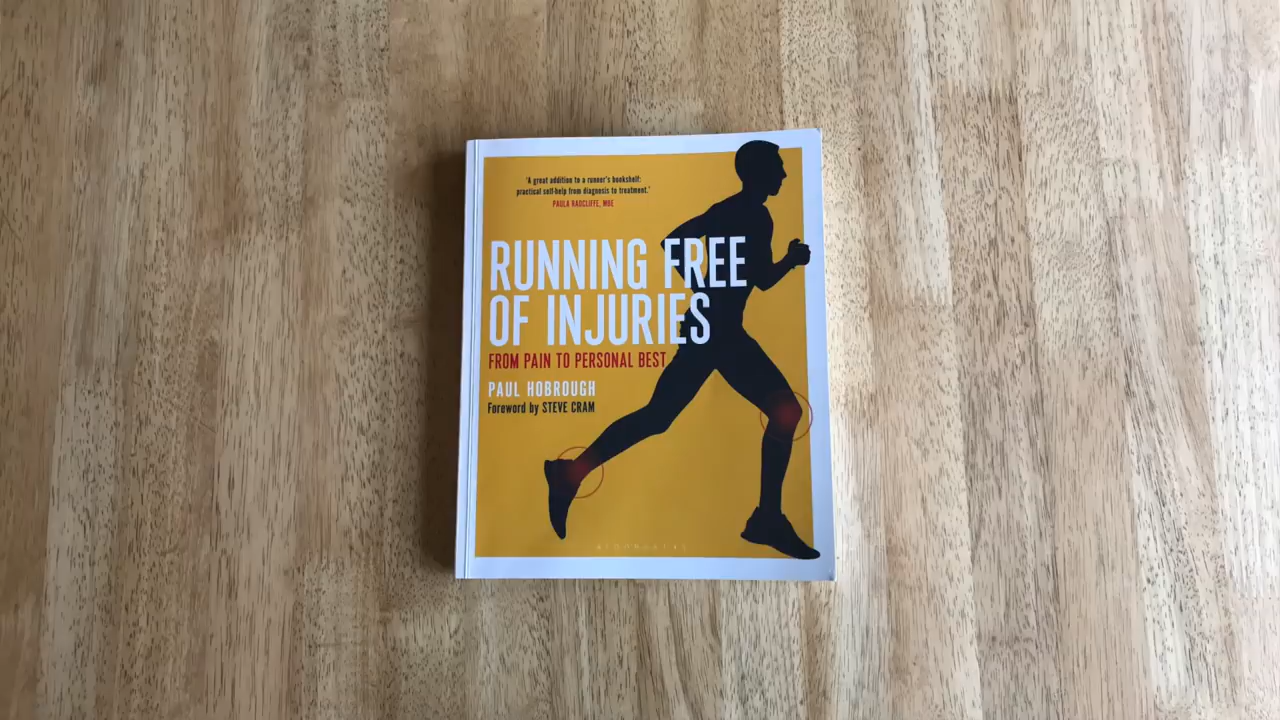 'A great addition to a runner's bookshelf:
practical self-help from diagnosis to treatment.'
PAULA RADCLIFFE, MBE
RUNNING FREE
OF INJURIES
FROM PAIN TO PERSONAL BEST
PAUL HOBROUGH
Foreword by STEVE CRAM
BLOOMSBURY